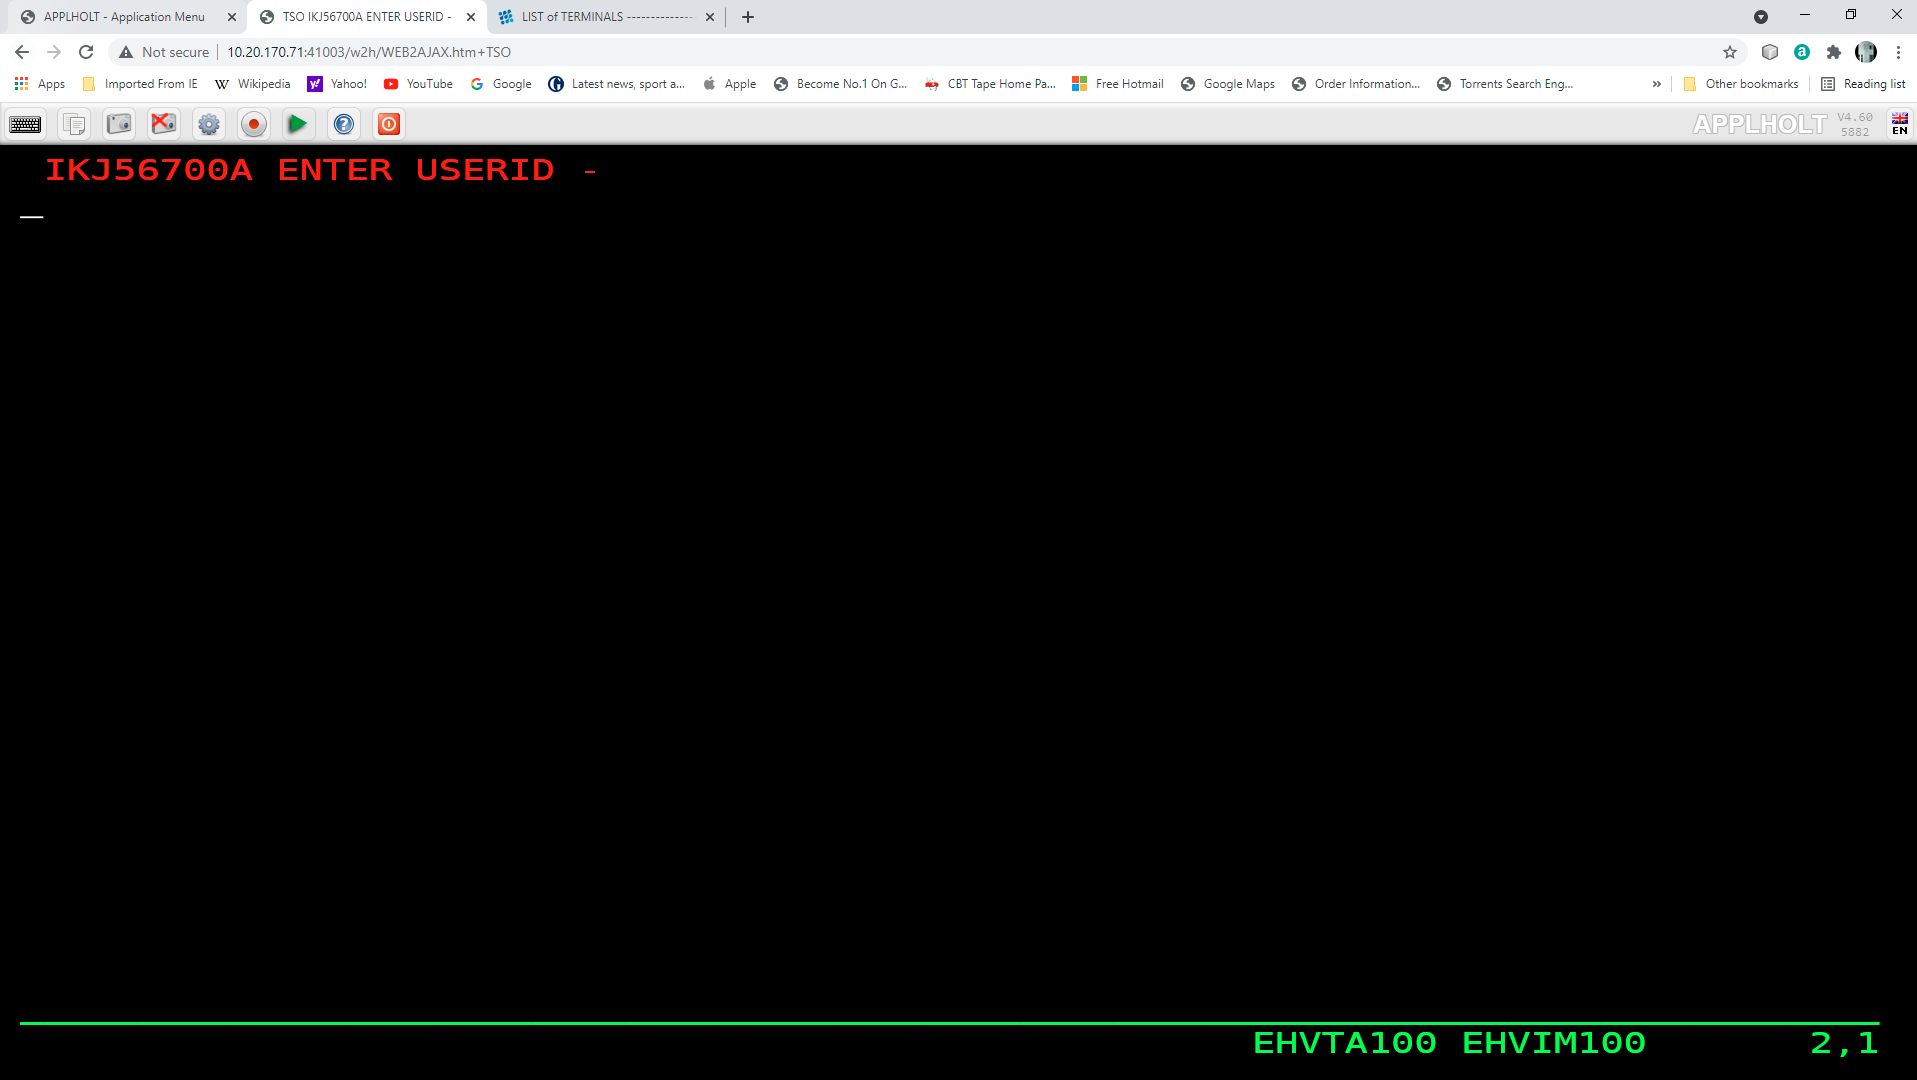 APPLHOLT - Application Menu
TSO IKJ56700A ENTER USERID -
LIST of TERMINALS --------------
Not secure
10.20.170.71:41003/w2h/WEB2AJAX.htm+TSO
Apps
Imported From IE
Wikipedia
Yahoo!
YouTube
Google
Latest news, sport a...
Apple
Become No.1 On G...
CBT Tape Home Pa...
Free Hotmail
Google Maps
Order Information...
Torrents Search Eng...
»
Other bookmarks
Reading list
APPLHOLT
V4.60
5882
EN
IKJ56700A ENTER USERID -
EHVTA100 EHVIM100 2,1